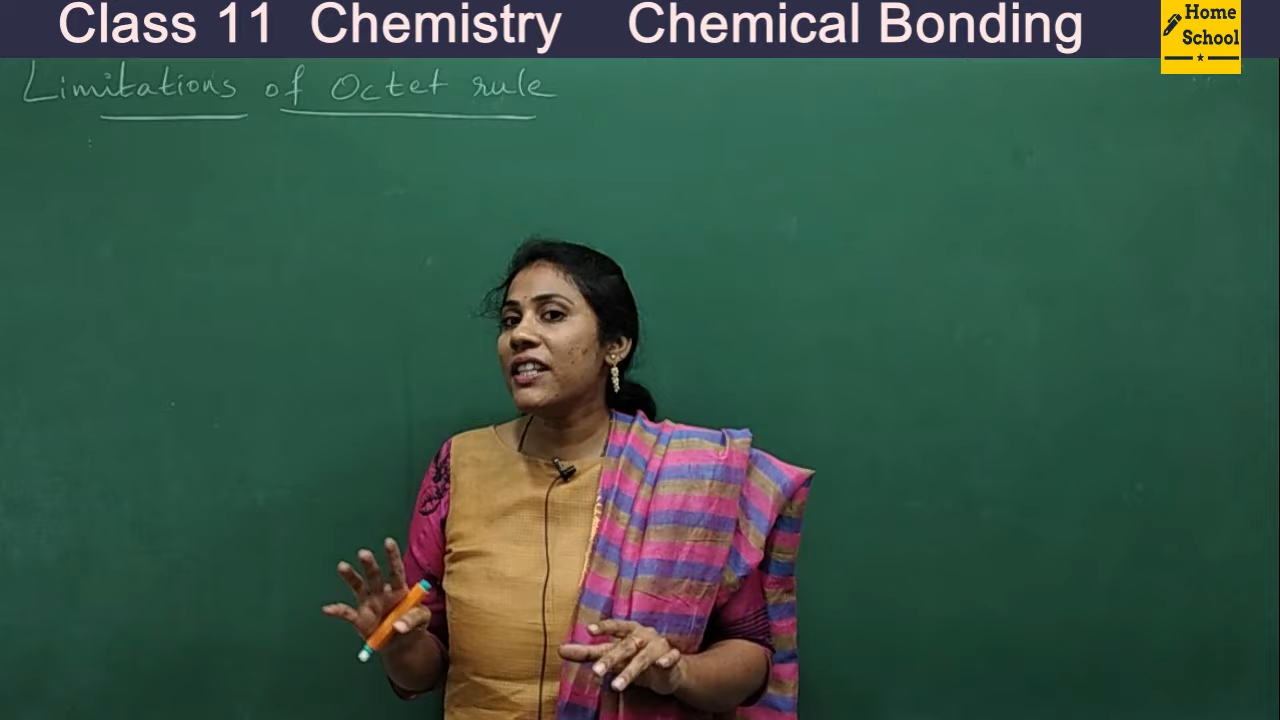 Class 11 Chemistry Chemical Bonding
Home
School
Limitations of Octet rule